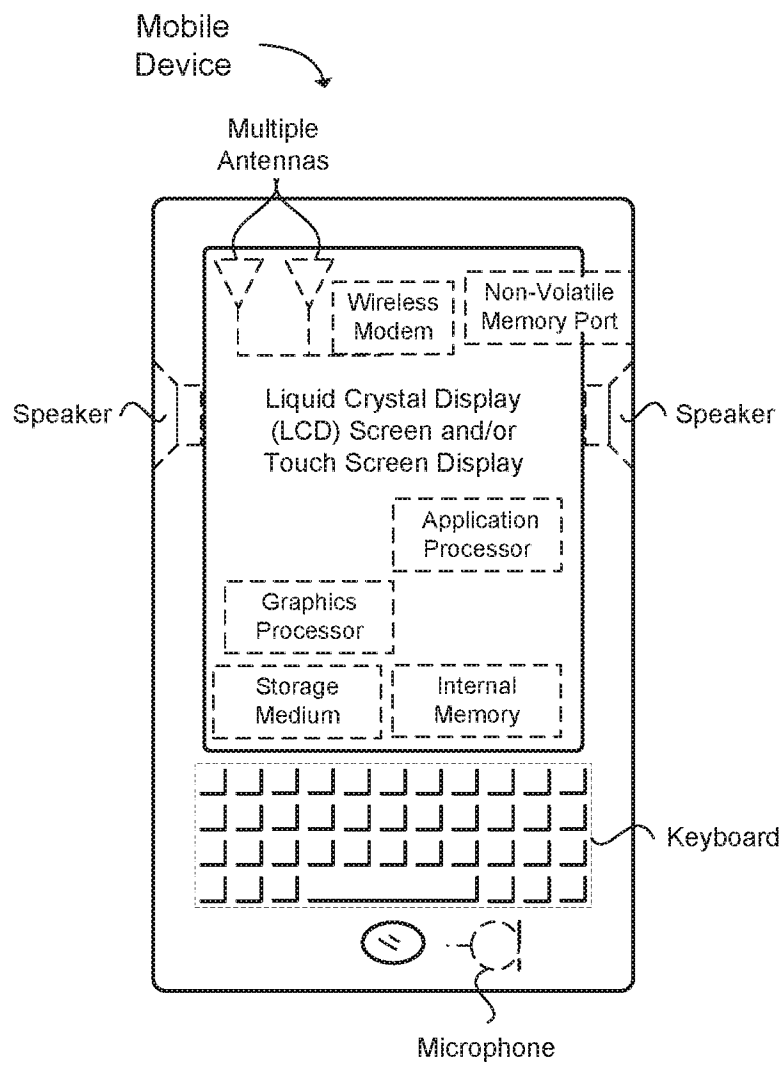 Mobile
Device
Multiple
Antennas
Wireless
Modem
Non-Volatile
Memory Port
Speaker
Liquid Crystal Display
(LCD) Screen and/or
Touch Screen Display
Speaker
Application
Processor
Graphics
Processor
Storage
Medium
Internal
Memory
Keyboard
Microphone